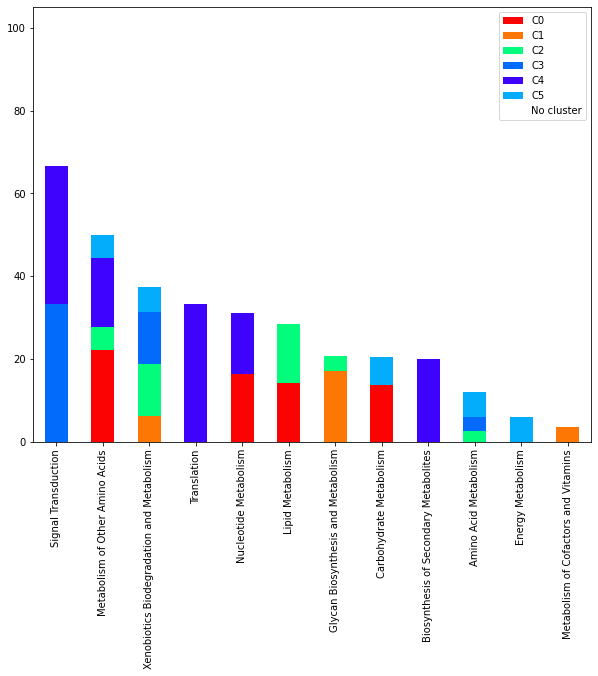 100
80
60
40
20
0
C0
C1
C2
C3
C4
C5
No cluster
Signal Transduction
Metabolism of Other Amino Acids
Xenobiotics Biodegradation and Metabolism
Translation
Nucleotide Metabolism
Lipid Metabolism
Glycan Biosynthesis and Metabolism
Carbohydrate Metabolism
Biosynthesis of Secondary Metabolites
Amino Acid Metabolism
Energy Metabolism
Metabolism of Cofactors and Vitamins